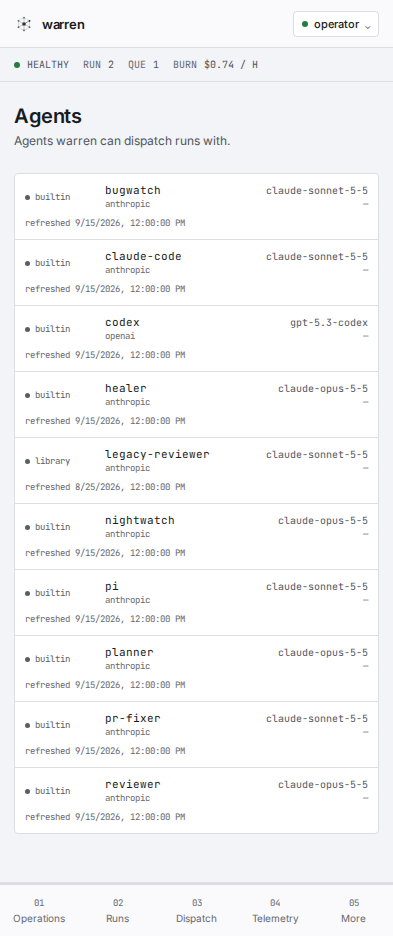 warren
operator
HEALTHY RUN 2 QUE 1 BURN $0.74 / H
Agents
Agents warren can dispatch runs with.
builtin bugwatch claude-sonnet-5-5
anthropic —
refreshed 9/15/2026, 12:00:00 PM
builtin claude-code claude-sonnet-5-5
anthropic —
refreshed 9/15/2026, 12:00:00 PM
builtin codex gpt-5.3-codex
openai —
refreshed 9/15/2026, 12:00:00 PM
builtin healer claude-opus-5-5
anthropic —
refreshed 9/15/2026, 12:00:00 PM
library legacy-reviewer claude-sonnet-5-5
anthropic —
refreshed 8/25/2026, 12:00:00 PM
builtin nightwatch claude-opus-5-5
anthropic —
refreshed 9/15/2026, 12:00:00 PM
builtin pi claude-sonnet-5-5
anthropic —
refreshed 9/15/2026, 12:00:00 PM
builtin planner claude-opus-5-5
anthropic —
refreshed 9/15/2026, 12:00:00 PM
builtin pr-fixer claude-sonnet-5-5
anthropic —
refreshed 9/15/2026, 12:00:00 PM
builtin reviewer claude-opus-5-5
anthropic —
refreshed 9/15/2026, 12:00:00 PM
01 02 03 04 05
Operations Runs Dispatch Telemetry More